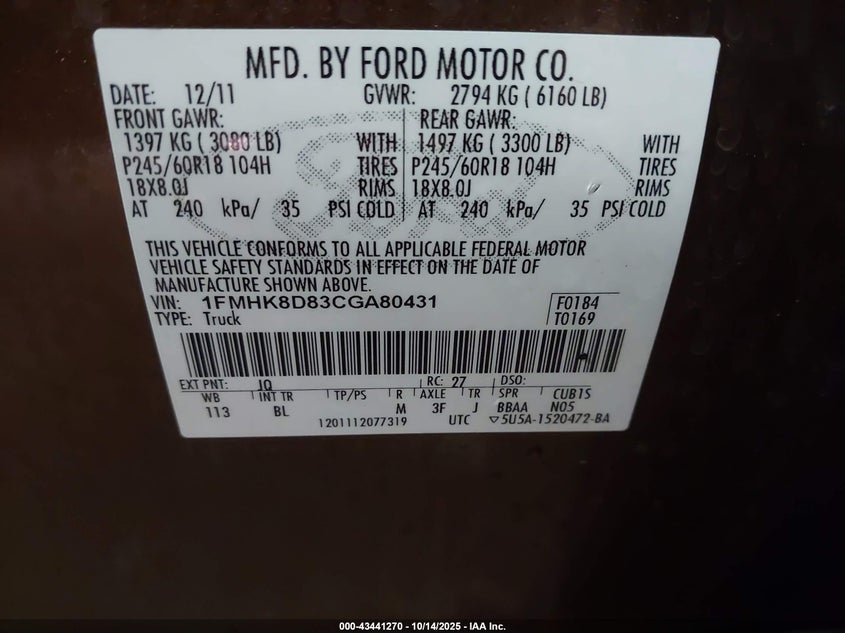 MFD. BY FORD MOTOR CO.
DATE: 12/11 GVWR: 2794 KG ( 6160 LB)
FRONT GAWR: REAR GAWR:
1397 KG ( 3080 LB) WITH 1497 KG ( 3300 LB) WITH
P245/60R18 104H TIRES P245/60R18 104H TIRES
18X8.0J RIMS 18X8.0J RIMS
AT 240 kPa/ 35 PSI COLD AT 240 kPa/ 35 PSI COLD
THIS VEHICLE CONFORMS TO ALL APPLICABLE FEDERAL MOTOR
VEHICLE SAFETY STANDARDS IN EFFECT ON THE DATE OF
MANUFACTURE SHOWN ABOVE.
VIN: 1FMHK8D83CGA80431 F0184
TYPE: Truck T0169
EXT PNT: JQ RC: 27 DSO:
WB INT TR TP/PS R AXLE TR SPR CUB1S
113 BL M 3F J BBAA N05
1201112077319 UTC ▽5U5A-1520472-BA
Ford
000-43441270 - 10/14/2025 - IAA Inc.